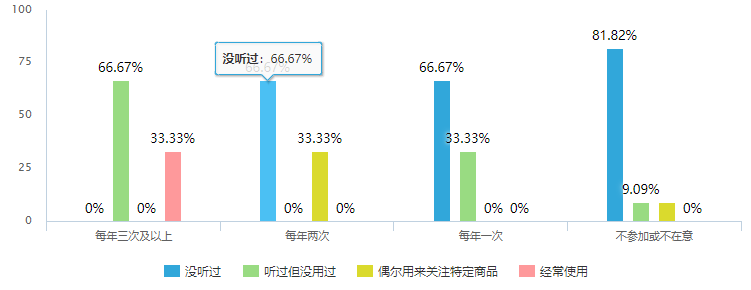 100
81.82%
75
没听过：66.67%
66.67%
66.67%
66.67%
50
33.33%
33.33%
33.33%
25
9.09%
0
0%
0%
0%
0%
0%
0%
0%
每年三次及以上
每年两次
每年一次
不参加或不在意
没听过
听过但没用过
偶尔用来关注特定商品
经常使用